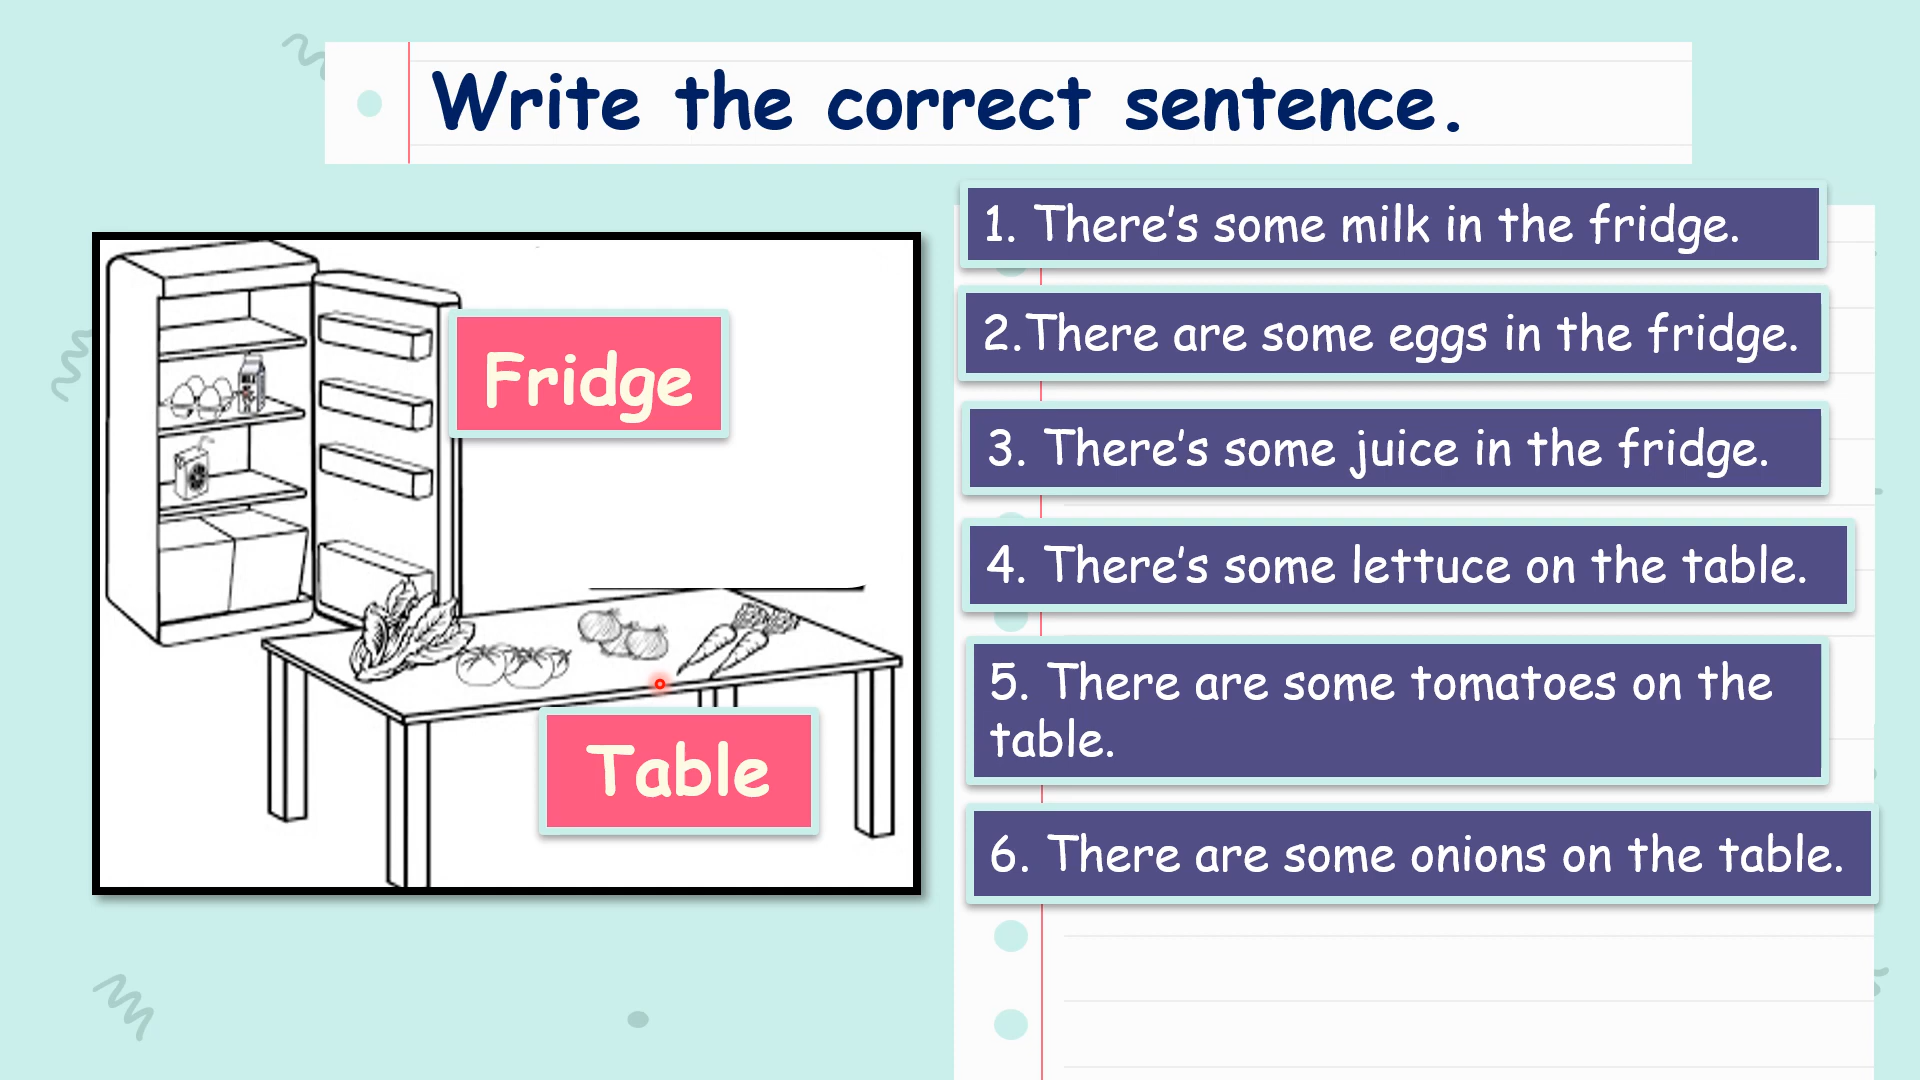 Write the correct sentence.
Fridge
Table
1. There’s some milk in the fridge.
2.There are some eggs in the fridge.
3. There’s some juice in the fridge.
4. There’s some lettuce on the table.
5. There are some tomatoes on the
table.
6. There are some onions on the table.